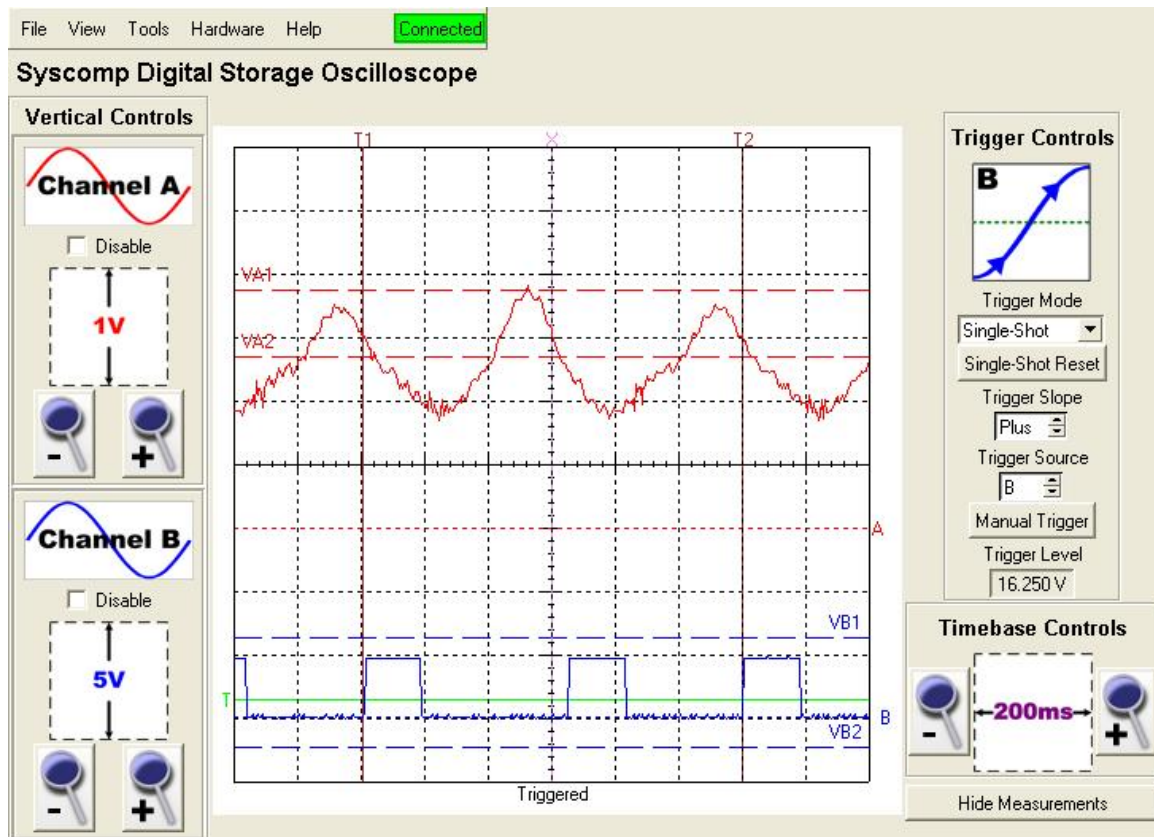 File View Tools Hardware Help Connected
Syscomp Digital Storage Oscilloscope
Vertical Controls
Channel A
Disable
1V
-
+
Channel B
Disable
5V
-
+
T1 X T2
VA1
VA2
A
VB1
T
B
VB2
Triggered
Trigger Controls
B
Trigger Mode
Single-Shot
Single-Shot Reset
Trigger Slope
Plus
Trigger Source
B
Manual Trigger
Trigger Level
16.250 V
Timebase Controls
200ms
-
+
Hide Measurements